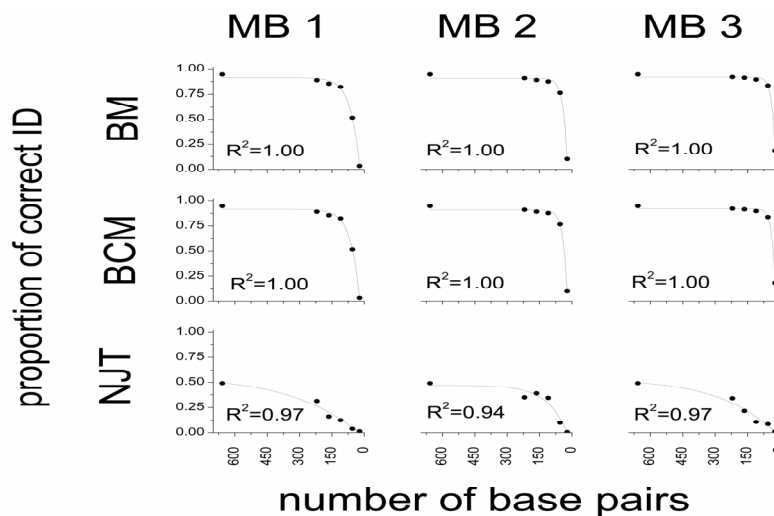 MB 1 MB 2 MB 3
proportion of correct ID
BM
1.00
0.75
0.50
0.25
0.00
R²=1.00 R²=1.00 R²=1.00
BCM
1.00
0.75
0.50
0.25
0.00
R²=1.00 R²=1.00 R²=1.00
NJT
1.00
0.75
0.50
0.25
0.00
R²=0.97 R²=0.94 R²=0.97
600 450 300 150 0 600 450 300 150 0 600 450 300 150 0
number of base pairs